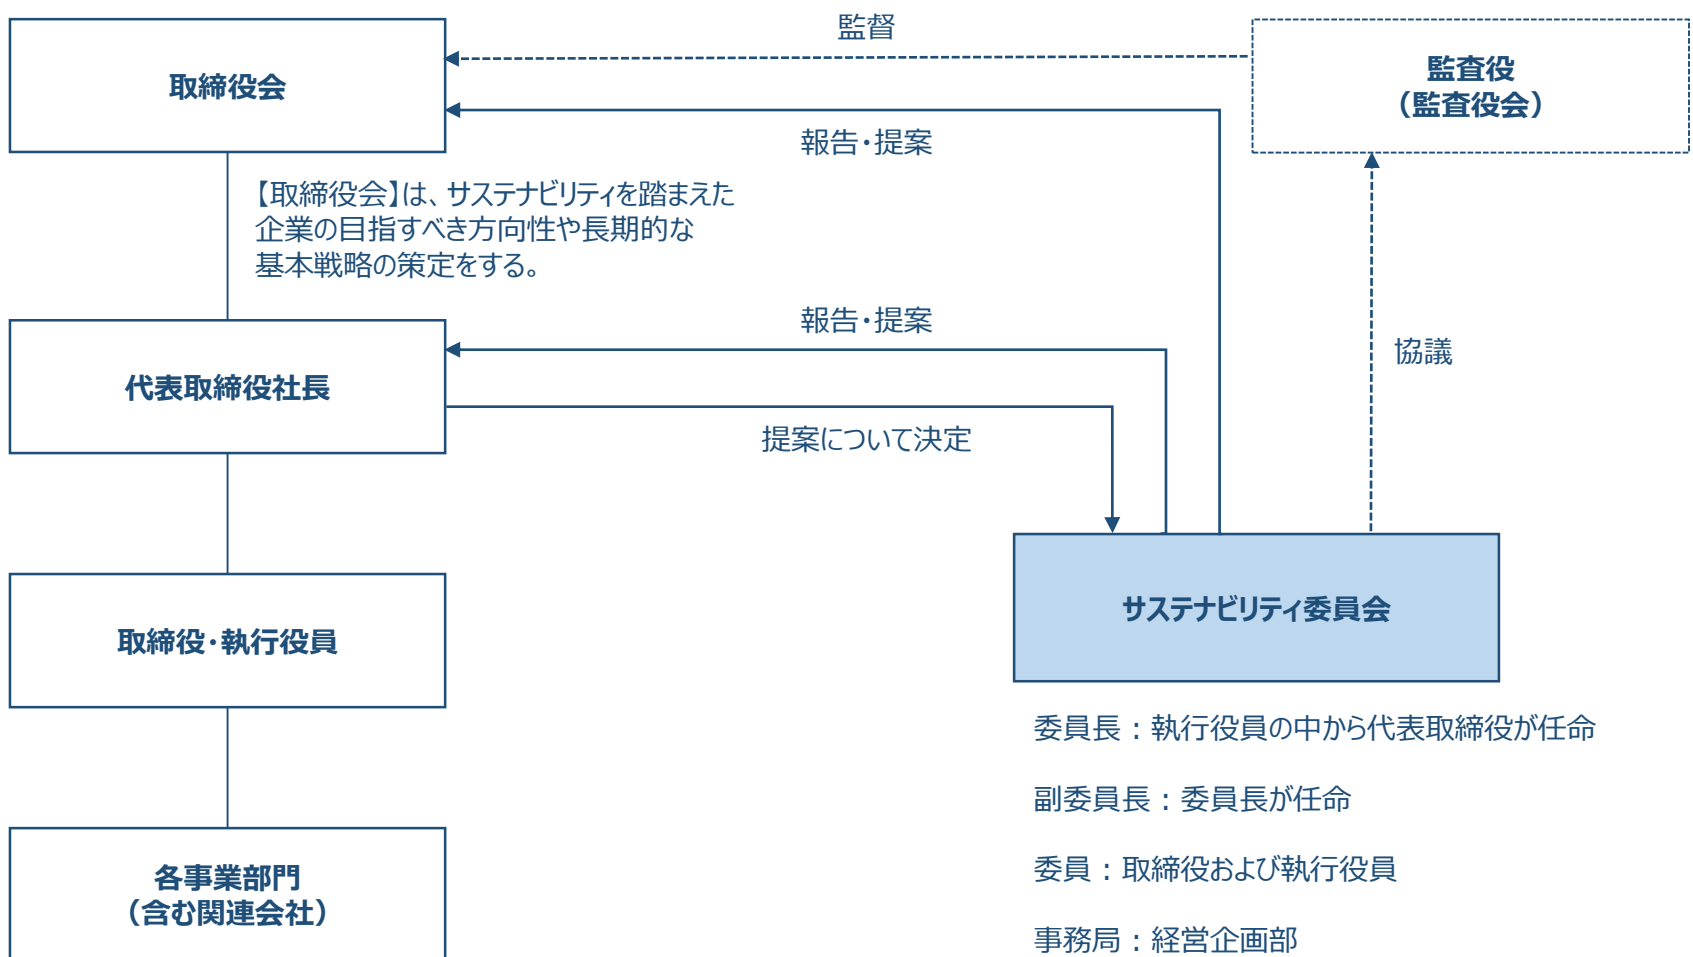 監督
取締役会
監査役
（監査役会）
報告・提案
【取締役会】は、サステナビリティを踏まえた
企業の目指すべき方向性や長期的な
基本戦略の策定をする。
報告・提案
協議
代表取締役社長
提案について決定
サステナビリティ委員会
取締役・執行役員
委員長：執行役員の中から代表取締役が任命
副委員長：委員長が任命
委員：取締役および執行役員
事務局：経営企画部
各事業部門
（含む関連会社）